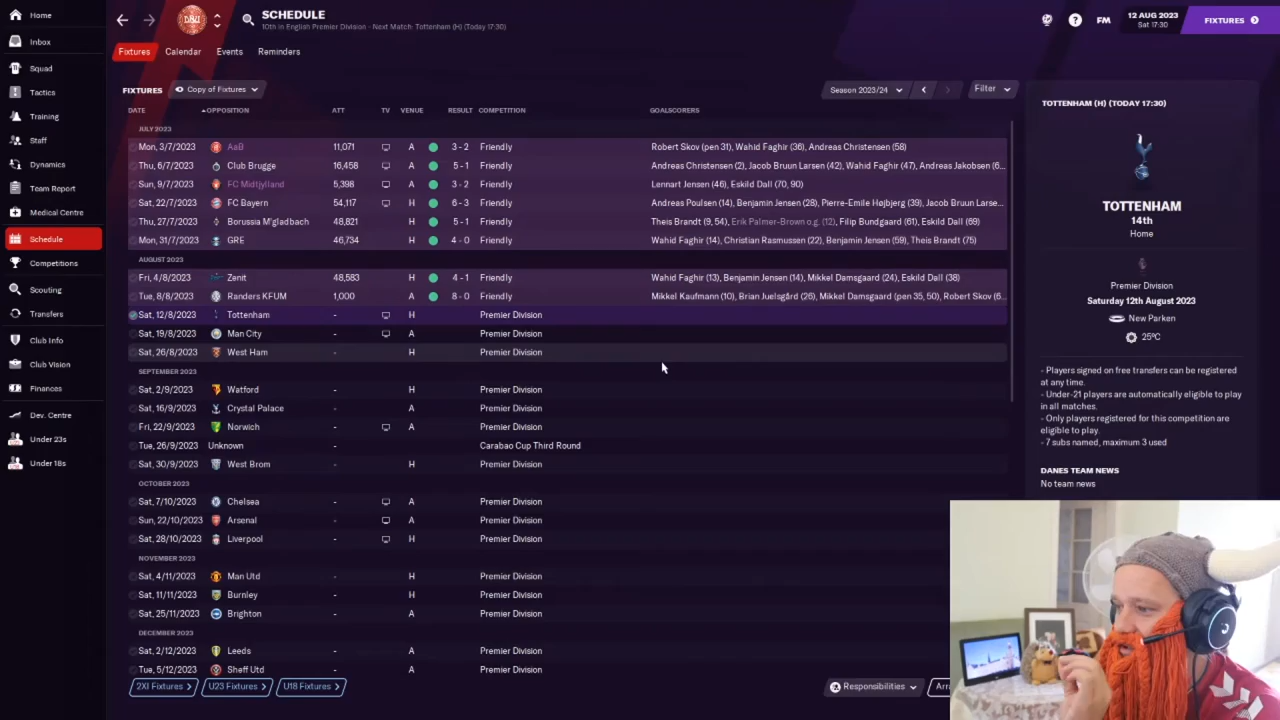 Home
SCHEDULE
10th in English Premier Division - Next Match: Tottenham (H) (Today 17:30)
FM
12 AUG 2023
Sat 17:30
FIXTURES
Inbox
Squad
Tactics
Training
Staff
Dynamics
Team Report
Medical Centre
Schedule
Competitions
Scouting
Transfers
Club Info
Club Vision
Finances
Dev. Centre
Under 23s
Under 18s
Fixtures Calendar Events Reminders
FIXTURES Copy of Fixtures Season 2023/24 Filter
DATE OPPOSITION ATT TV VENUE RESULT COMPETITION GOALSCORERS
JULY 2023
Mon, 3/7/2023 AaB 11,071 A 3 - 2 Friendly Robert Skov (pen 31), Wahid Faghir (36), Andreas Christensen (58)
Thu, 6/7/2023 Club Brugge 16,458 A 5 - 1 Friendly Andreas Christensen (2), Jacob Bruun Larsen (42), Wahid Faghir (47), Andreas Jakobsen (6...
Sun, 9/7/2023 FC Midtjylland 5,398 A 3 - 2 Friendly Lennart Jensen (46), Eskild Dall (70, 90)
Sat, 22/7/2023 FC Bayern 54,117 H 6 - 3 Friendly Andreas Poulsen (14), Benjamin Jensen (28), Pierre-Emile Højbjerg (39), Jacob Bruun Larse...
Thu, 27/7/2023 Borussia M'gladbach 48,821 H 5 - 1 Friendly Theis Brandt (9, 54), Erik Palmer-Brown o.g. (12), Filip Bundgaard (61), Eskild Dall (69)
Mon, 31/7/2023 GRE 46,734 H 4 - 0 Friendly Wahid Faghir (14), Christian Rasmussen (22), Benjamin Jensen (59), Theis Brandt (75)
AUGUST 2023
Fri, 4/8/2023 Zenit 48,583 H 4 - 1 Friendly Wahid Faghir (13), Benjamin Jensen (14), Mikkel Damsgaard (24), Eskild Dall (38)
Tue, 8/8/2023 Randers KFUM 1,000 A 8 - 0 Friendly Mikkel Kaufmann (10), Brian Juelsgård (26), Mikkel Damsgaard (pen 35, 50), Robert Skov (6...
Sat, 12/8/2023 Tottenham - H Premier Division
Sat, 19/8/2023 Man City - A Premier Division
Sat, 26/8/2023 West Ham - H Premier Division
SEPTEMBER 2023
Sat, 2/9/2023 Watford - H Premier Division
Sat, 16/9/2023 Crystal Palace - A Premier Division
Fri, 22/9/2023 Norwich - A Premier Division
Tue, 26/9/2023 Unknown - Carabao Cup Third Round
Sat, 30/9/2023 West Brom - H Premier Division
OCTOBER 2023
Sat, 7/10/2023 Chelsea - A Premier Division
Sun, 22/10/2023 Arsenal - A Premier Division
Sat, 28/10/2023 Liverpool - H Premier Division
NOVEMBER 2023
Sat, 4/11/2023 Man Utd - H Premier Division
Sat, 11/11/2023 Burnley - H Premier Division
Sat, 25/11/2023 Brighton - A Premier Division
DECEMBER 2023
Sat, 2/12/2023 Leeds - A Premier Division
Tue, 5/12/2023 Sheff Utd - A Premier Division
2XI Fixtures U23 Fixtures U18 Fixtures Responsibilities Arr
TOTTENHAM (H) (TODAY 17:30)
TOTTENHAM
14th
Home
Premier Division
Saturday 12th August 2023
New Parken
25°C
- Players signed on free transfers can be registered
at any time.
- Under-21 players are automatically eligible to play
in all matches.
- Only players registered for this competition are
eligible to play.
- 7 subs named, maximum 3 used
DANES TEAM NEWS
No team news